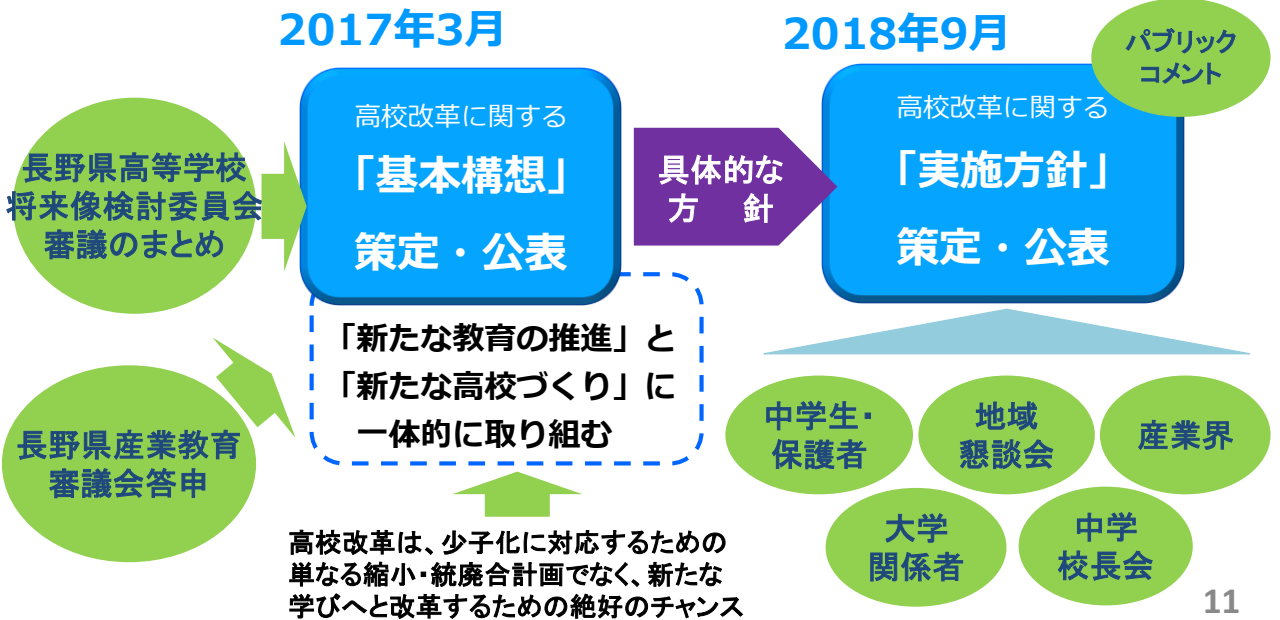 2017年3月
2018年9月
パブリック
コメント
長野県高等学校
将来像検討委員会
審議のまとめ
高校改革に関する
「基本構想」
策定・公表
具体的な
方 針
高校改革に関する
「実施方針」
策定・公表
「新たな教育の推進」と
「新たな高校づくり」に
一体的に取り組む
長野県産業教育
審議会答申
中学生・
保護者
地域
懇談会
産業界
大学
関係者
中学
校長会
高校改革は、少子化に対応するための
単なる縮小・統廃合計画でなく、新たな
学びへと改革するための絶好のチャンス
11